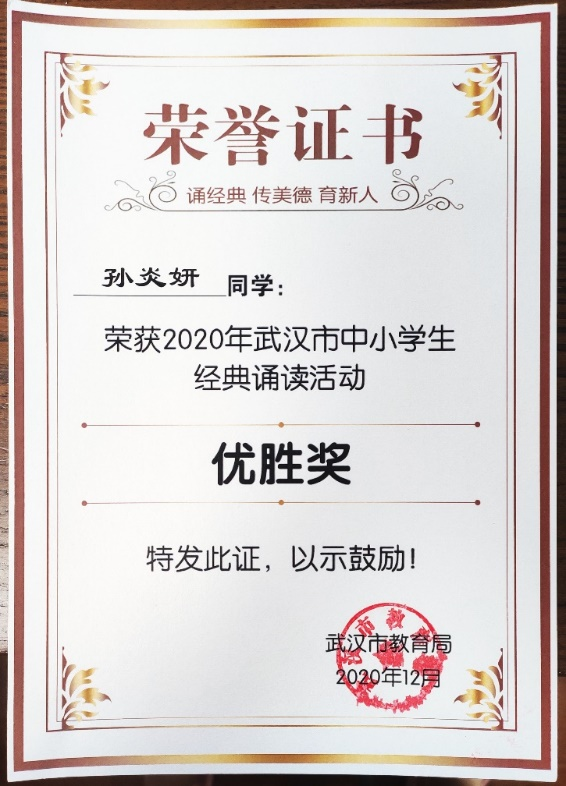 荣誉证书
诵经典 传美德 育新人
孙炎妍同学：
荣获2020年武汉市中小学生
经典诵读活动
优胜奖
特发此证，以示鼓励！
武汉市教育局
2020年12月